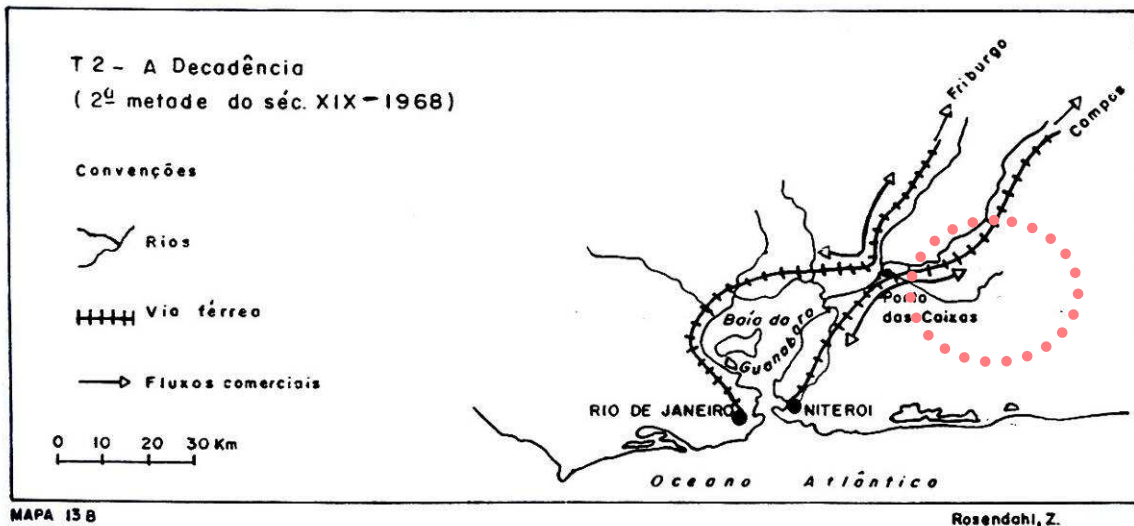 T2 - A Decadência
(2ª metade do séc. XIX - 1968)
Convenções
Rios
Via férrea
Fluxos comerciais
0 10 20 30 Km
Friburgo
Campos
Porto
das Caixas
Baía da
Guanabara
RIO DE JANEIRO
NITEROI
Oceano Atlântico
MAPA 13 B
Rosendahl, Z.